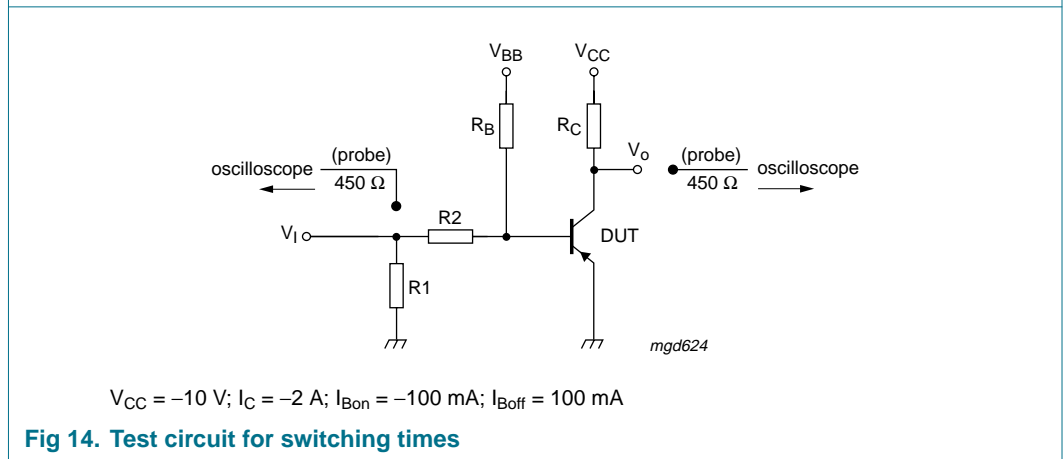 V_BB V_CC
R_B R_C
V_o
oscilloscope (probe) 450 Ω
(probe) 450 Ω oscilloscope
V_I R2 DUT
R1
mgd624
V_CC = −10 V; I_C = −2 A; I_Bon = −100 mA; I_Boff = 100 mA
Fig 14. Test circuit for switching times